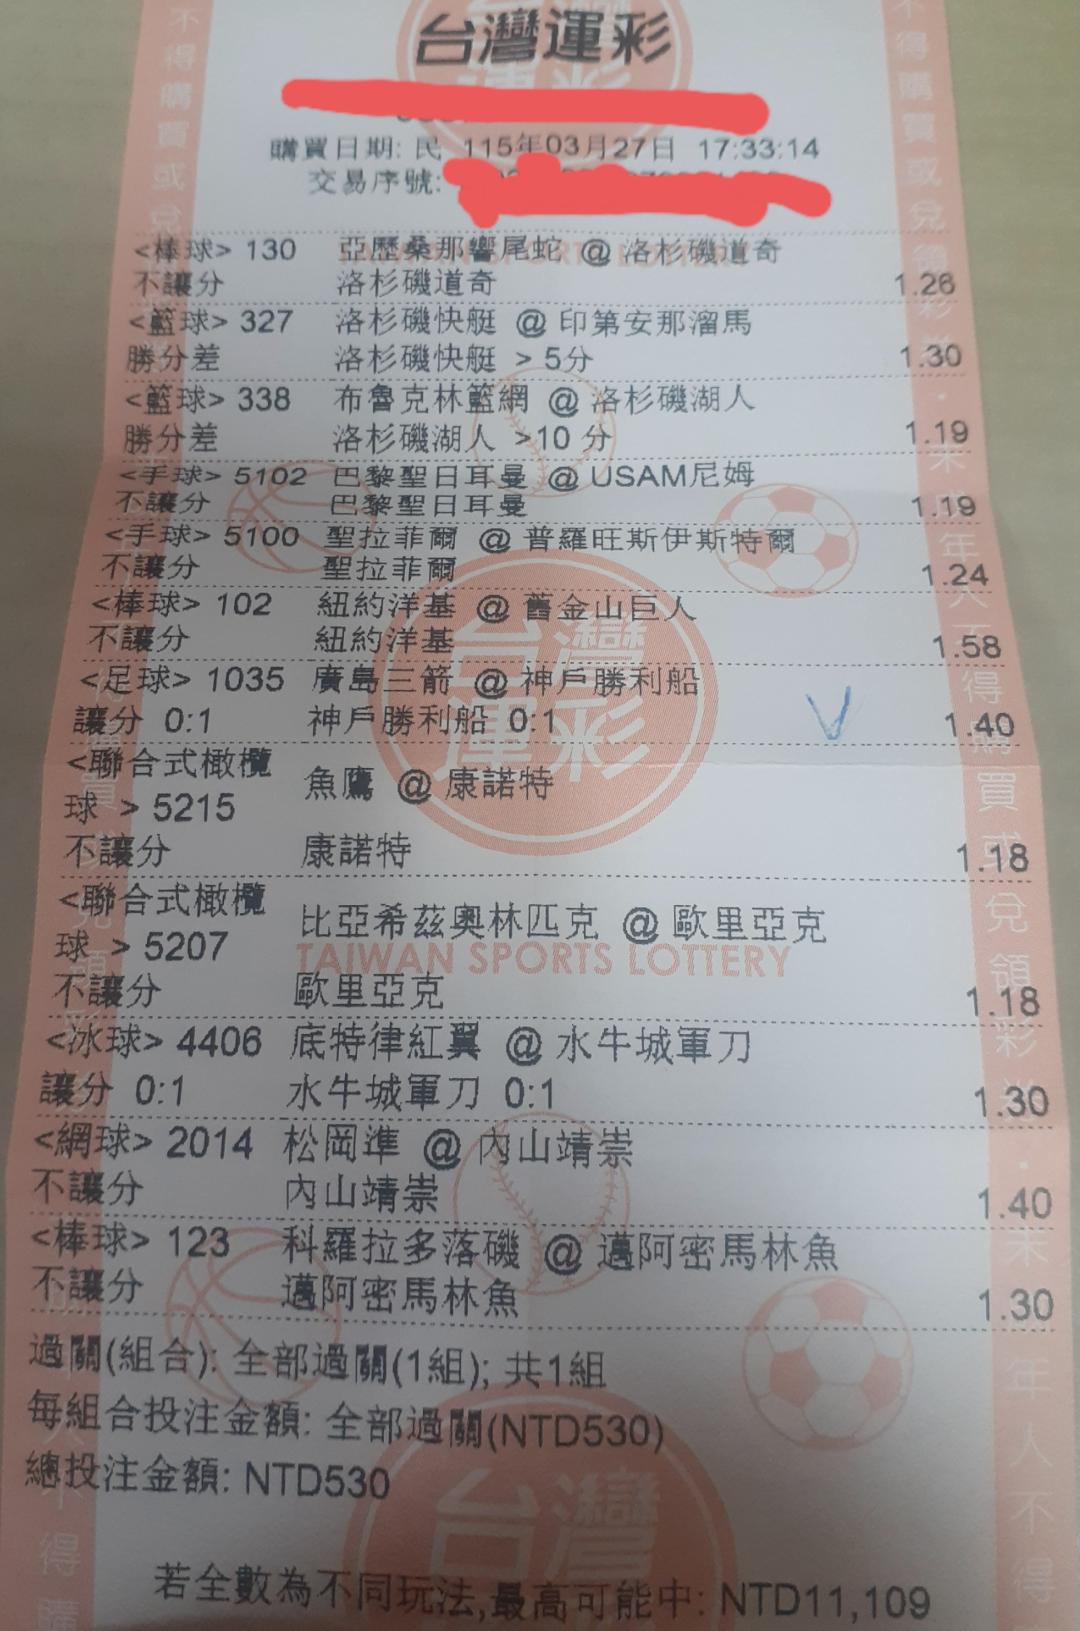 台灣運彩
購買日期: 民 115年03月27日 17:33:14
交易序號:
<棒球> 130 亞歷桑那響尾蛇 @ 洛杉磯道奇
不讓分 洛杉磯道奇 1.26
<籃球> 327 洛杉磯快艇 @ 印第安那溜馬
勝分差 洛杉磯快艇 > 5分 1.30
<籃球> 338 布魯克林籃網 @ 洛杉磯湖人
勝分差 洛杉磯湖人 >10 分 1.19
<手球> 5102 巴黎聖日耳曼 @ USAM尼姆
不讓分 巴黎聖日耳曼 1.19
<手球> 5100 聖拉菲爾 @ 普羅旺斯伊斯特爾
不讓分 聖拉菲爾 1.24
<棒球> 102 紐約洋基 @ 舊金山巨人
不讓分 紐約洋基 1.58
<足球> 1035 廣島三箭 @ 神戶勝利船
讓分 0:1 神戶勝利船 0:1 1.40
<聯合式橄欖
球 > 5215 魚鷹 @ 康諾特
不讓分 康諾特 1.18
<聯合式橄欖
球 > 5207 比亞希茲奧林匹克 @ 歐里亞克
TAIWAN SPORTS LOTTERY
不讓分 歐里亞克 1.18
<冰球> 4406 底特律紅翼 @ 水牛城軍刀
讓分 0:1 水牛城軍刀 0:1 1.30
<網球> 2014 松岡準 @ 內山靖崇
不讓分 內山靖崇 1.40
<棒球> 123 科羅拉多落磯 @ 邁阿密馬林魚
不讓分 邁阿密馬林魚 1.30
過關(組合): 全部過關(1組); 共1組
每組合投注金額: 全部過關(NTD530)
總投注金額: NTD530
若全數為不同玩法,最高可能中: NTD11,109